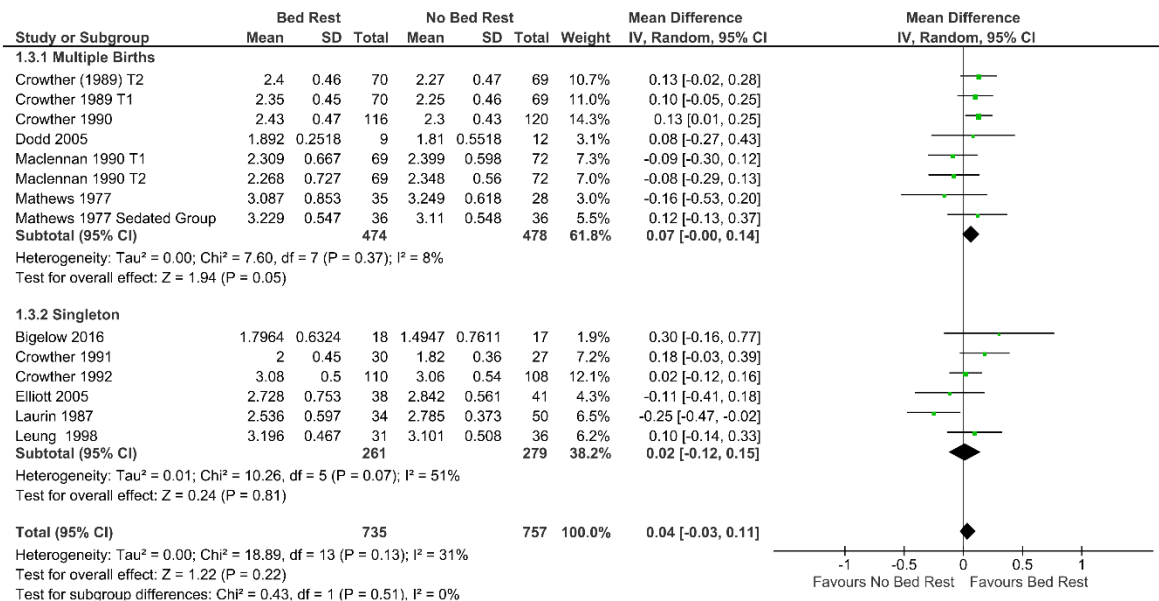 Bed Rest No Bed Rest Mean Difference Mean Difference
Study or Subgroup Mean SD Total Mean SD Total Weight IV, Random, 95% CI IV, Random, 95% CI
1.3.1 Multiple Births
Crowther (1989) T2 2.4 0.46 70 2.27 0.47 69 10.7% 0.13 [-0.02, 0.28]
Crowther 1989 T1 2.35 0.45 70 2.25 0.46 69 11.0% 0.10 [-0.05, 0.25]
Crowther 1990 2.43 0.47 116 2.3 0.43 120 14.3% 0.13 [0.01, 0.25]
Dodd 2005 1.892 0.2518 9 1.81 0.5518 12 3.1% 0.08 [-0.27, 0.43]
Maclennan 1990 T1 2.309 0.667 69 2.399 0.598 72 7.3% -0.09 [-0.30, 0.12]
Maclennan 1990 T2 2.268 0.727 69 2.348 0.56 72 7.0% -0.08 [-0.29, 0.13]
Mathews 1977 3.087 0.853 35 3.249 0.618 28 3.0% -0.16 [-0.53, 0.20]
Mathews 1977 Sedated Group 3.229 0.547 36 3.11 0.548 36 5.5% 0.12 [-0.13, 0.37]
Subtotal (95% CI) 474 478 61.8% 0.07 [-0.00, 0.14]
Heterogeneity: Tau² = 0.00; Chi² = 7.60, df = 7 (P = 0.37); I² = 8%
Test for overall effect: Z = 1.94 (P = 0.05)
1.3.2 Singleton
Bigelow 2016 1.7964 0.6324 18 1.4947 0.7611 17 1.9% 0.30 [-0.16, 0.77]
Crowther 1991 2 0.45 30 1.82 0.36 27 7.2% 0.18 [-0.03, 0.39]
Crowther 1992 3.08 0.5 110 3.06 0.54 108 12.1% 0.02 [-0.12, 0.16]
Elliott 2005 2.728 0.753 38 2.842 0.561 41 4.3% -0.11 [-0.41, 0.18]
Laurin 1987 2.536 0.597 34 2.785 0.373 50 6.5% -0.25 [-0.47, -0.02]
Leung 1998 3.196 0.467 31 3.101 0.508 36 6.2% 0.10 [-0.14, 0.33]
Subtotal (95% CI) 261 279 38.2% 0.02 [-0.12, 0.15]
Heterogeneity: Tau² = 0.01; Chi² = 10.26, df = 5 (P = 0.07); I² = 51%
Test for overall effect: Z = 0.24 (P = 0.81)
Total (95% CI) 735 757 100.0% 0.04 [-0.03, 0.11]
Heterogeneity: Tau² = 0.00; Chi² = 18.89, df = 13 (P = 0.13); I² = 31%
Test for overall effect: Z = 1.22 (P = 0.22)
Test for subgroup differences: Chi² = 0.43, df = 1 (P = 0.51), I² = 0%
-1 -0.5 0 0.5 1
Favours No Bed Rest Favours Bed Rest